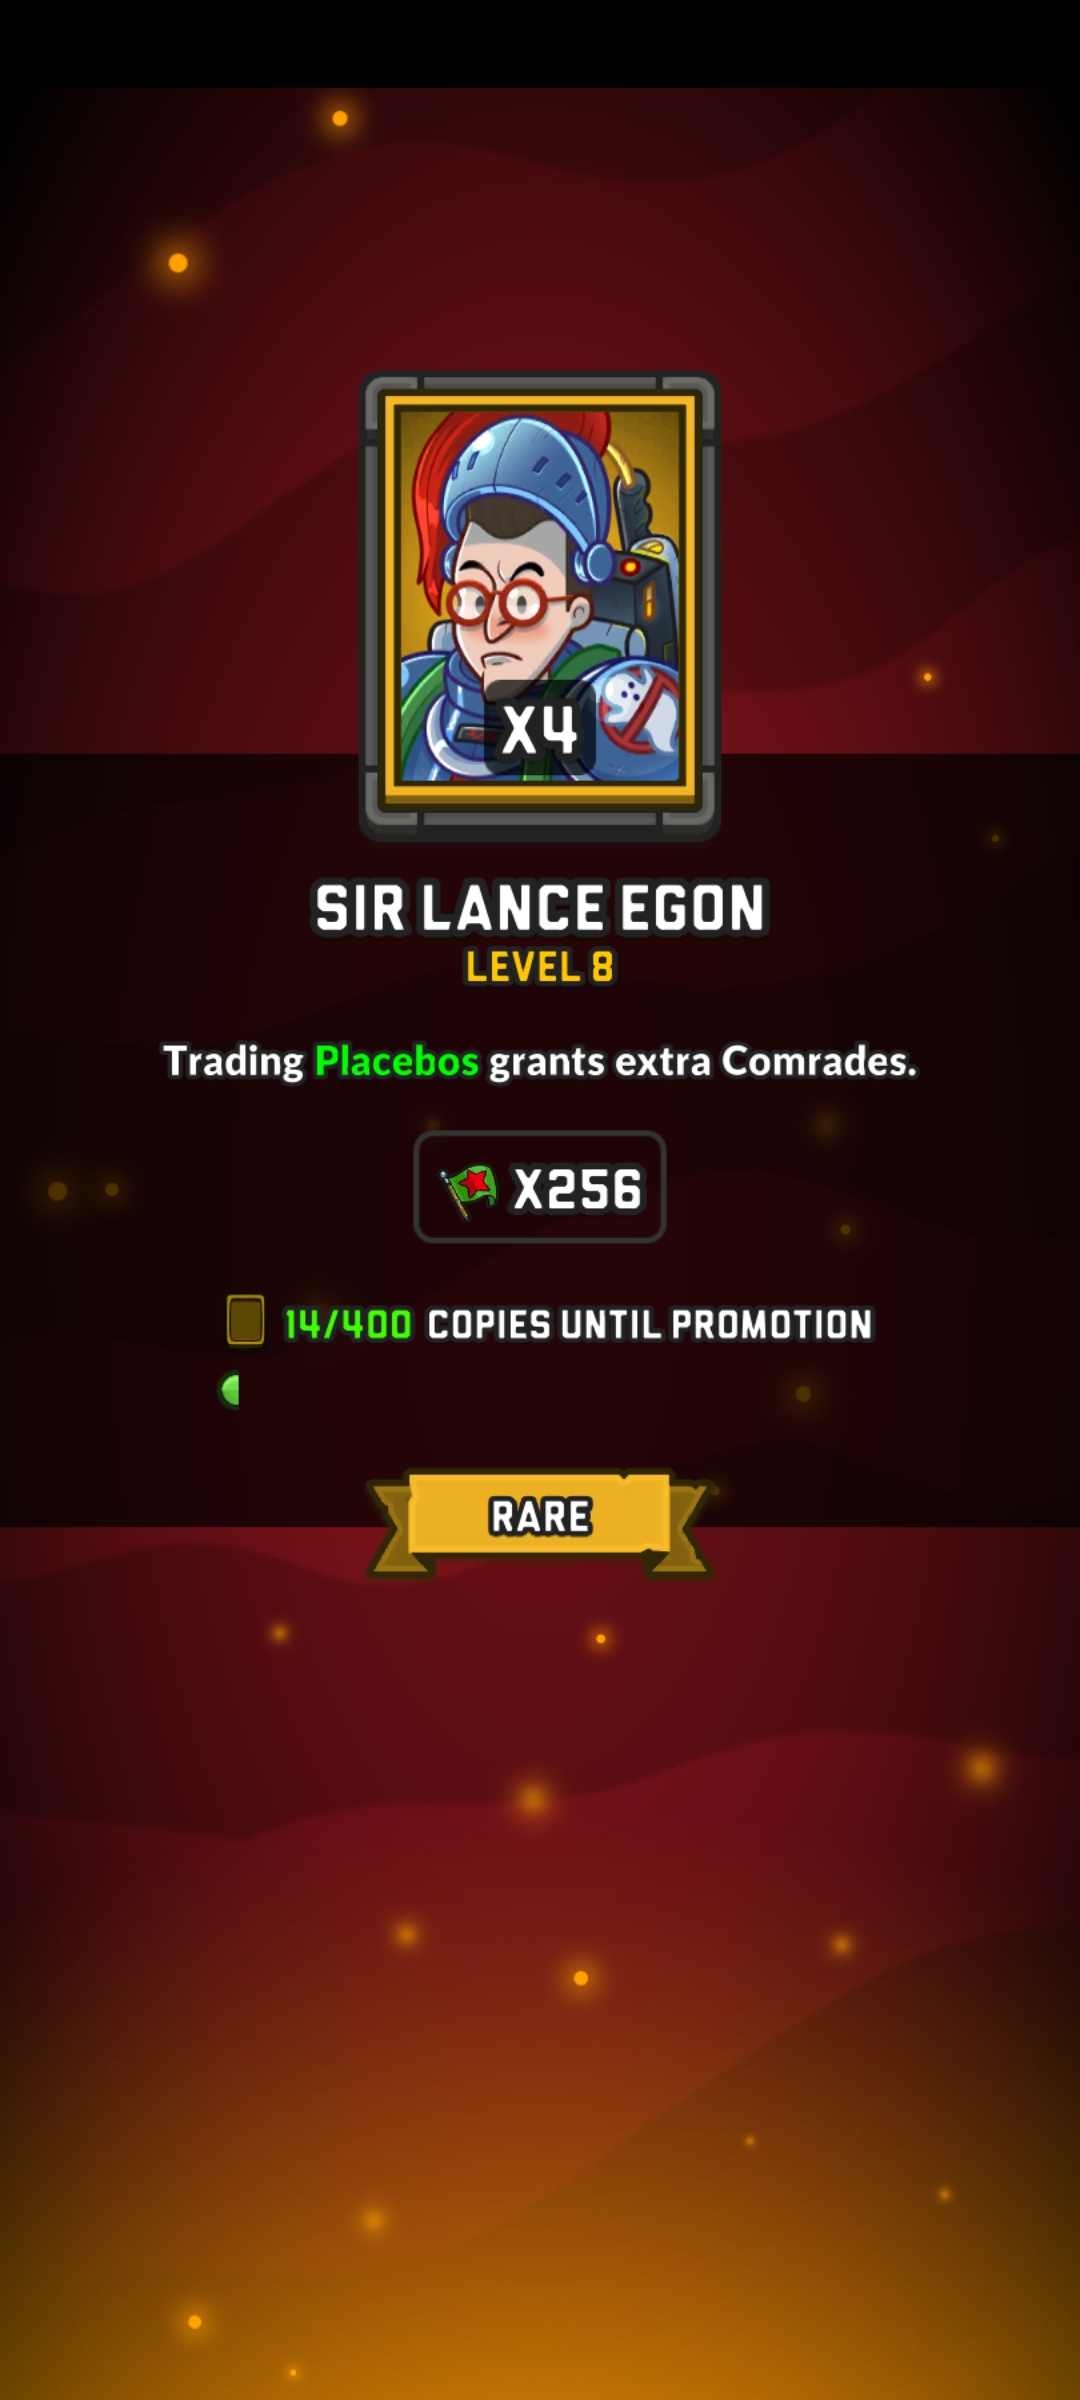 X4
SIR LANCE EGON
LEVEL 8
Trading Placebos grants extra Comrades.
X256
14/400 COPIES UNTIL PROMOTION
RARE